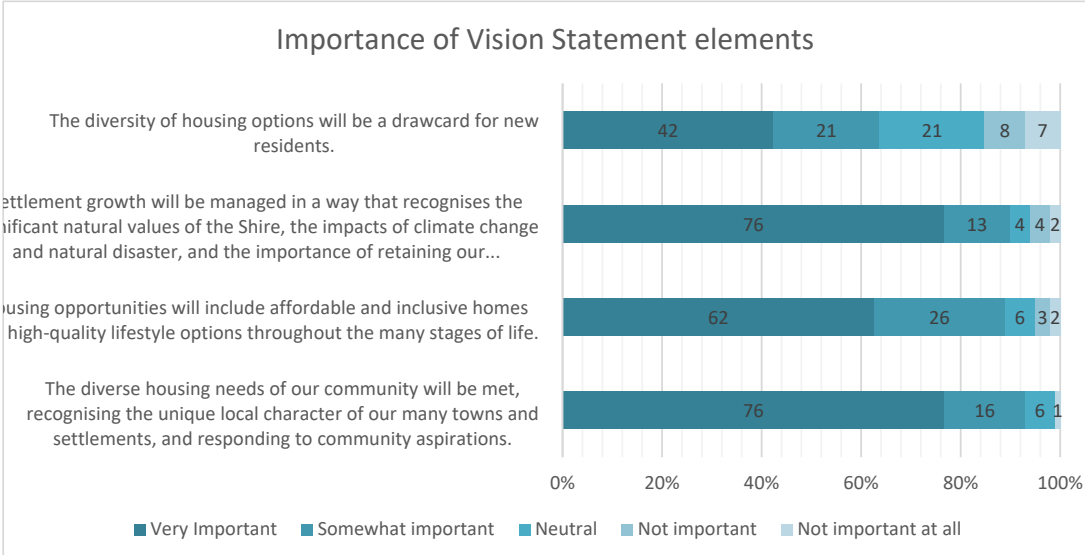 Importance of Vision Statement elements
The diversity of housing options will be a drawcard for new
residents.
42 21 21 8 7
ettlement growth will be managed in a way that recognises the
nificant natural values of the Shire, the impacts of climate change
and natural disaster, and the importance of retaining our...
76 13 4 4 2
ousing opportunities will include affordable and inclusive homes
high-quality lifestyle options throughout the many stages of life.
62 26 6 3 2
The diverse housing needs of our community will be met,
recognising the unique local character of our many towns and
settlements, and responding to community aspirations.
76 16 6 1
0% 20% 40% 60% 80% 100%
Very Important Somewhat important Neutral Not important Not important at all